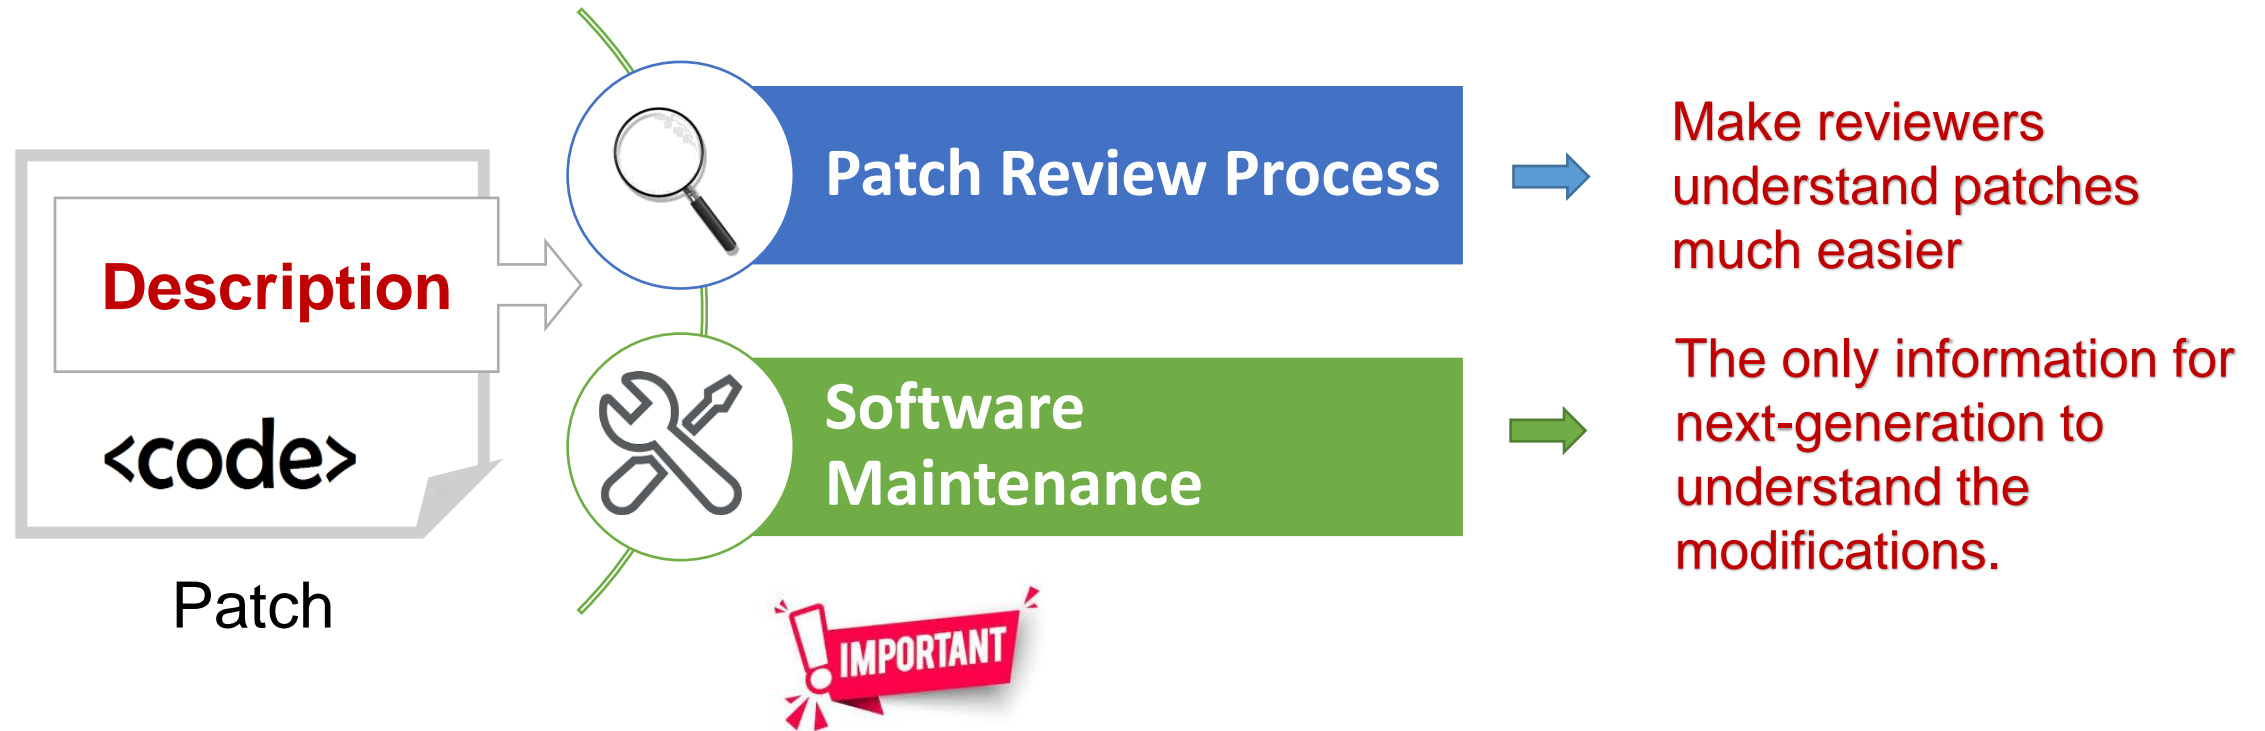 Description
<code>
Patch
Patch Review Process
Software
Maintenance
IMPORTANT
Make reviewers
understand patches
much easier
The only information for
next-generation to
understand the
modifications.